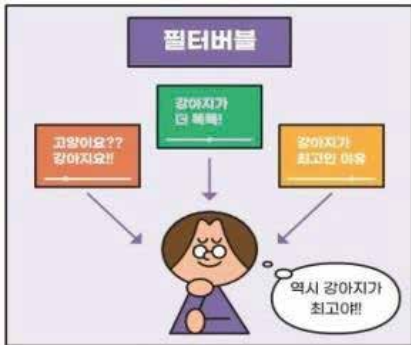 필터버블
강아지가
더 똑똑!
고양이요??
강아지요!!
강아지가
최고인 이유
역시 강아지가
최고야!!